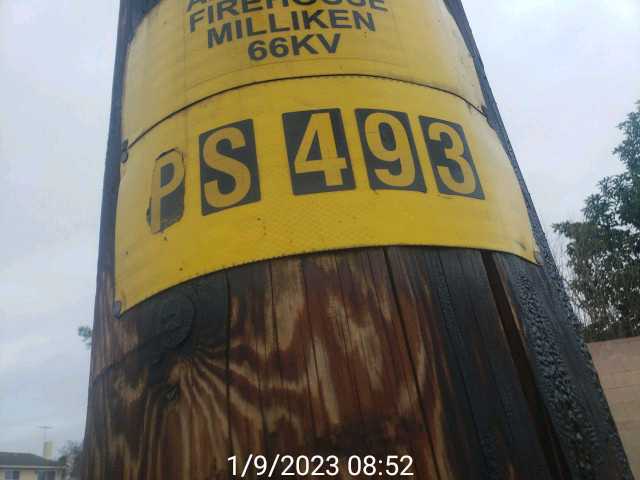 FIREHOUSE
MILLIKEN
66KV
PS 493
1/9/2023 08:52